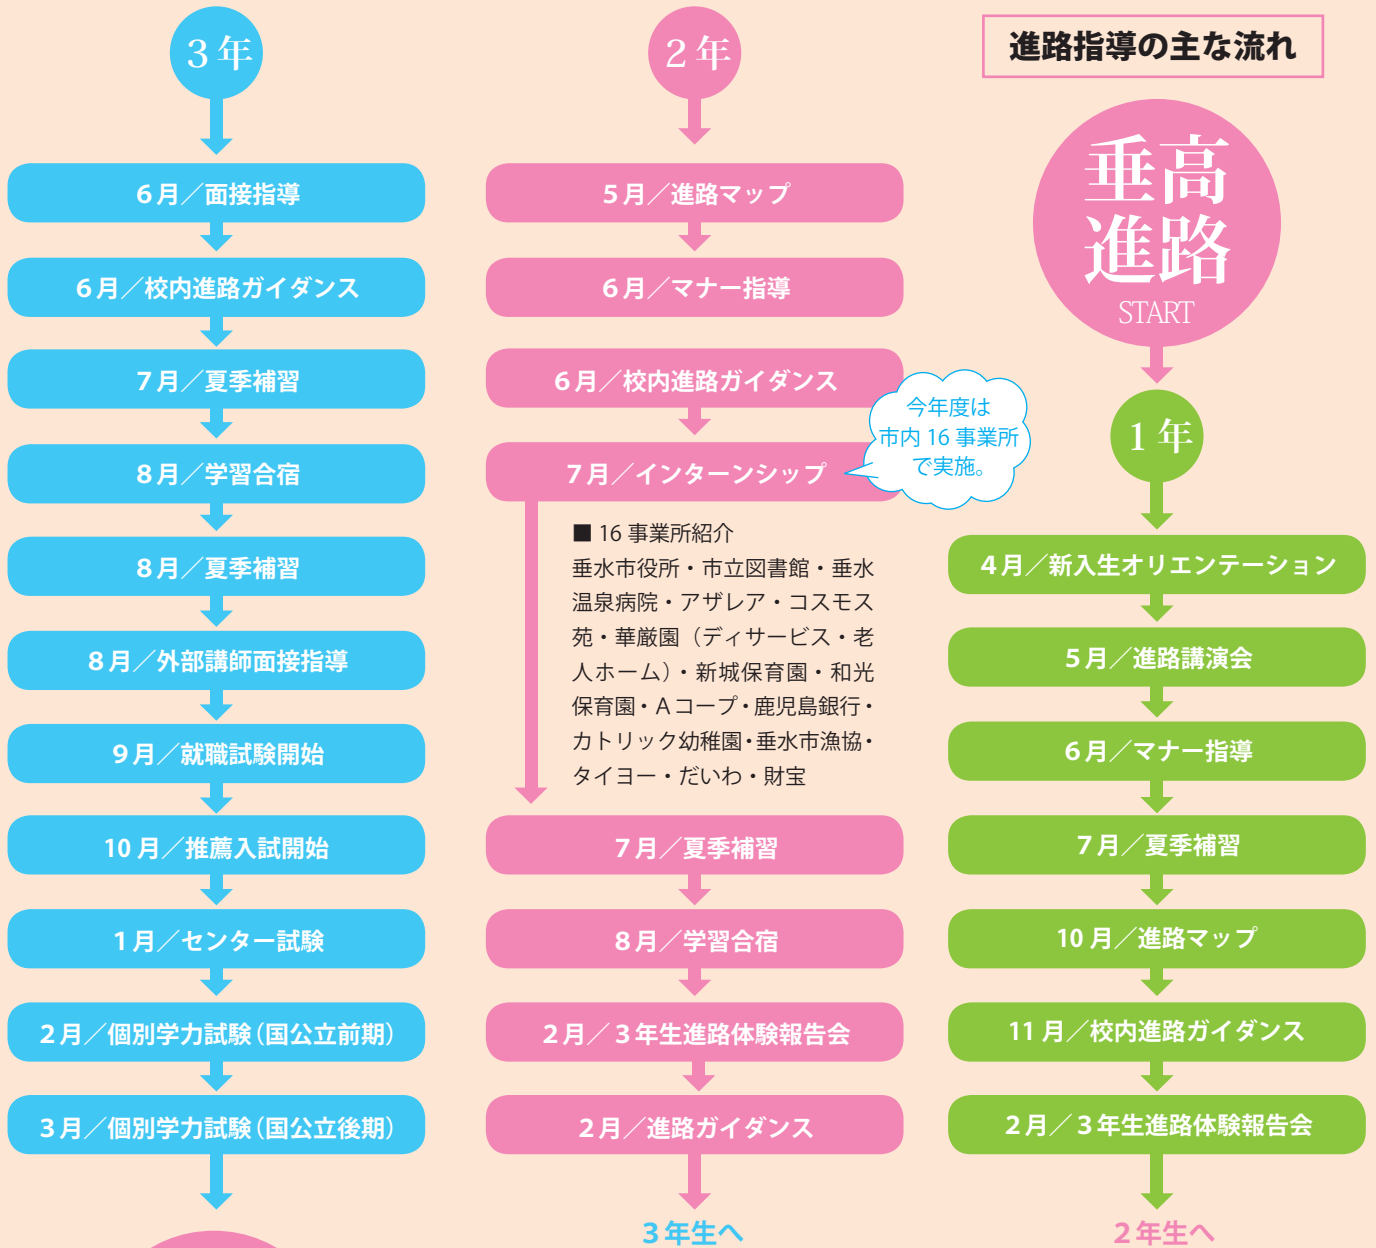 進路指導の主な流れ
垂高
進路
START
1年
4月／新入生オリエンテーション
5月／進路講演会
6月／マナー指導
7月／夏季補習
10月／進路マップ
11月／校内進路ガイダンス
2月／3年生進路体験報告会
2年生へ
2年
5月／進路マップ
6月／マナー指導
6月／校内進路ガイダンス
7月／インターンシップ
今年度は
市内16事業所
で実施。
■ 16事業所紹介
垂水市役所・市立図書館・垂水
温泉病院・アザレア・コスモス
苑・華厳園（ディサービス・老
人ホーム）・新城保育園・和光
保育園・Aコープ・鹿児島銀行・
カトリック幼稚園・垂水市漁協・
タイヨー・だいわ・財宝
7月／夏季補習
8月／学習合宿
2月／3年生進路体験報告会
2月／進路ガイダンス
3年生へ
3年
6月／面接指導
6月／校内進路ガイダンス
7月／夏季補習
8月／学習合宿
8月／夏季補習
8月／外部講師面接指導
9月／就職試験開始
10月／推薦入試開始
1月／センター試験
2月／個別学力試験（国公立前期）
3月／個別学力試験（国公立後期）